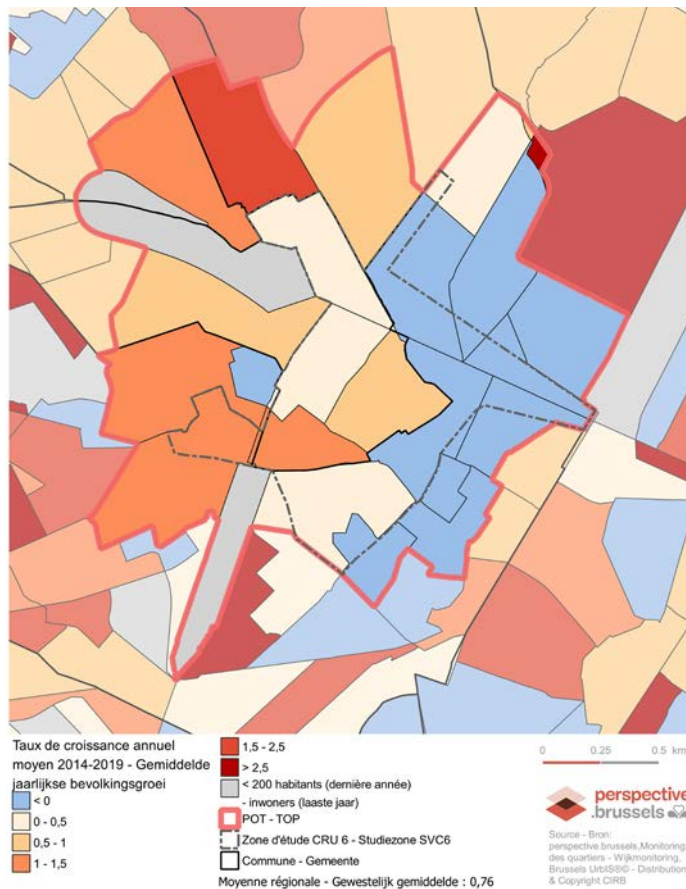 Taux de croissance annuel
moyen 2014-2019 - Gemiddelde
jaarlijkse bevolkingsgroei
< 0
0 - 0,5
0,5 - 1
1 - 1,5
1,5 - 2,5
> 2,5
< 200 habitants (dernière année)
- inwoners (laaste jaar)
POT - TOP
Zone d'étude CRU 6 - Studiezone SVC6
Commune - Gemeente
Moyenne régionale - Gewestelijk gemiddelde : 0,76
0 0.25 0.5 km
perspective
.brussels
Source - Bron:
perspective.brussels,Monitoring
des quartiers - Wijkmonitoring,
Brussels UrbIS®© - Distribution
& Copyright CIRB